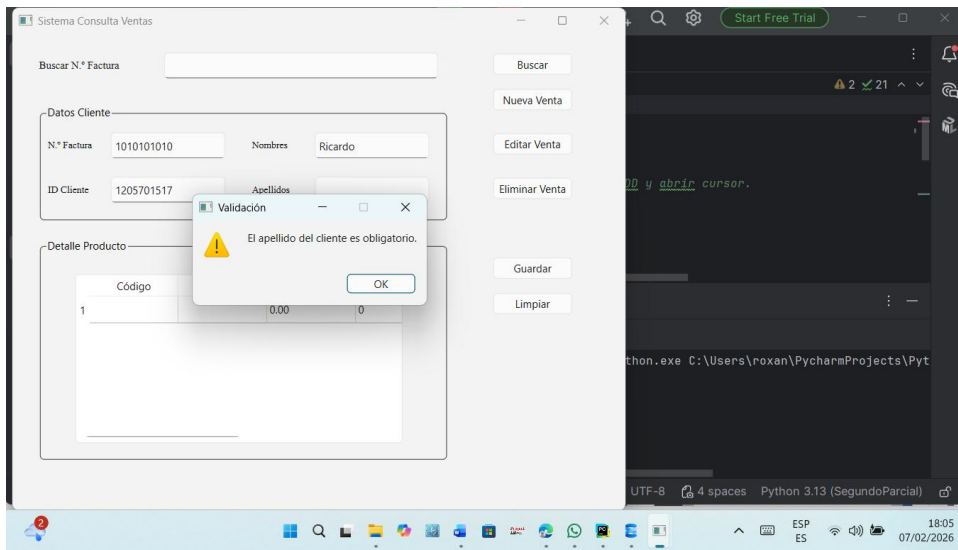 Sistema Consulta Ventas
Start Free Trial
Buscar N.º Factura
Buscar
2 21
Nueva Venta
Datos Cliente
N.º Factura 1010101010 Nombres Ricardo
Editar Venta
y abrir cursor.
ID Cliente 1205701517 Apellidos
Eliminar Venta
Validación
El apellido del cliente es obligatorio.
OK
Detalle Producto
Guardar
Código
Limpiar
1 0.00 0
thon.exe C:\Users\roxan\PycharmProjects\Pyt
UTF-8 4 spaces Python 3.13 (SegundoParcial)
2
ESP
ES
18:05
07/02/2026